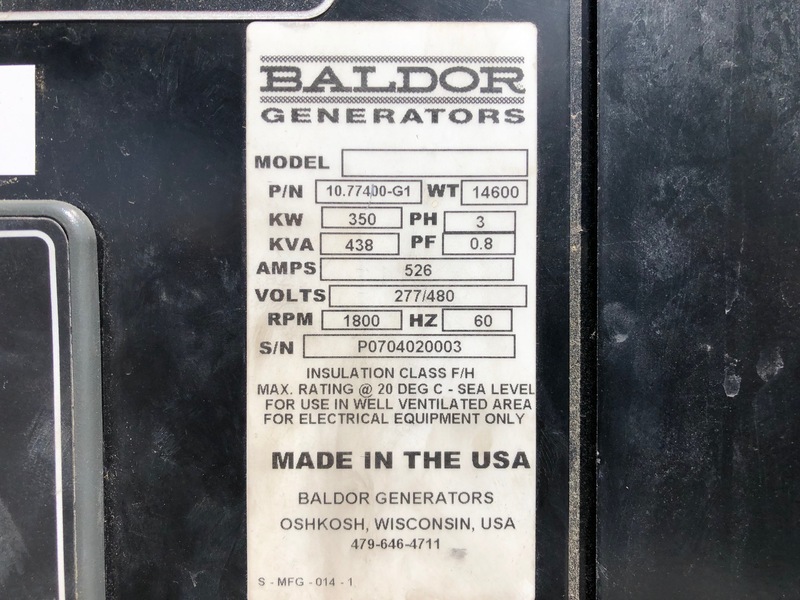 BALDOR
GENERATORS
MODEL
P/N 10.77400-G1 WT 14600
KW 350 PH 3
KVA 438 PF 0.8
AMPS 526
VOLTS 277/480
RPM 1800 HZ 60
S/N P0704020003
INSULATION CLASS F/H
MAX. RATING @ 20 DEG C - SEA LEVEL
FOR USE IN WELL VENTILATED AREA
FOR ELECTRICAL EQUIPMENT ONLY
MADE IN THE USA
BALDOR GENERATORS
OSHKOSH, WISCONSIN, USA
479-646-4711
S - MFG - 014 - 1